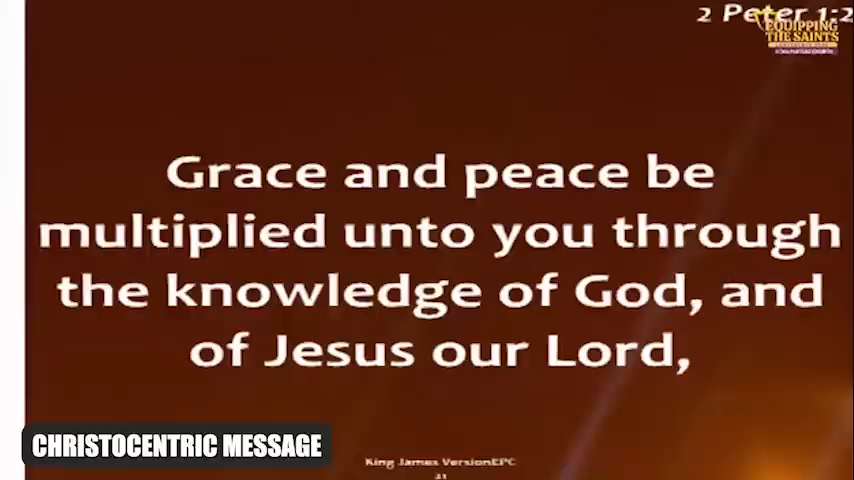 2 Peter 1:2
EQUIPPING
THE SAINTS
Grace and peace be
multiplied unto you through
the knowledge of God, and
of Jesus our Lord,
CHRISTOCENTRIC MESSAGE
King James VersionEPC
21